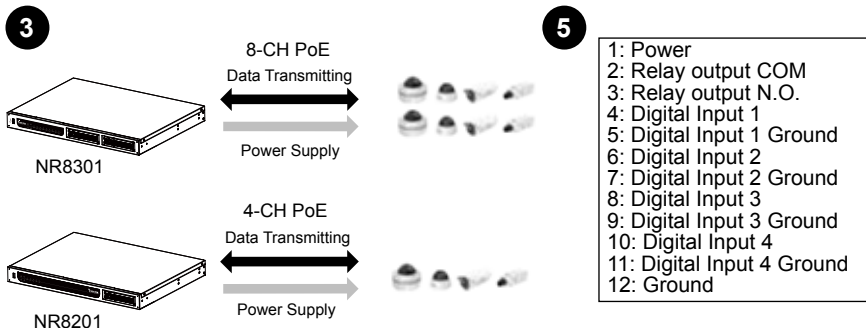 3
8-CH PoE
Data Transmitting
Power Supply
NR8301
4-CH PoE
Data Transmitting
Power Supply
NR8201
5
1: Power
2: Relay output COM
3: Relay output N.O.
4: Digital Input 1
5: Digital Input 1 Ground
6: Digital Input 2
7: Digital Input 2 Ground
8: Digital Input 3
9: Digital Input 3 Ground
10: Digital Input 4
11: Digital Input 4 Ground
12: Ground